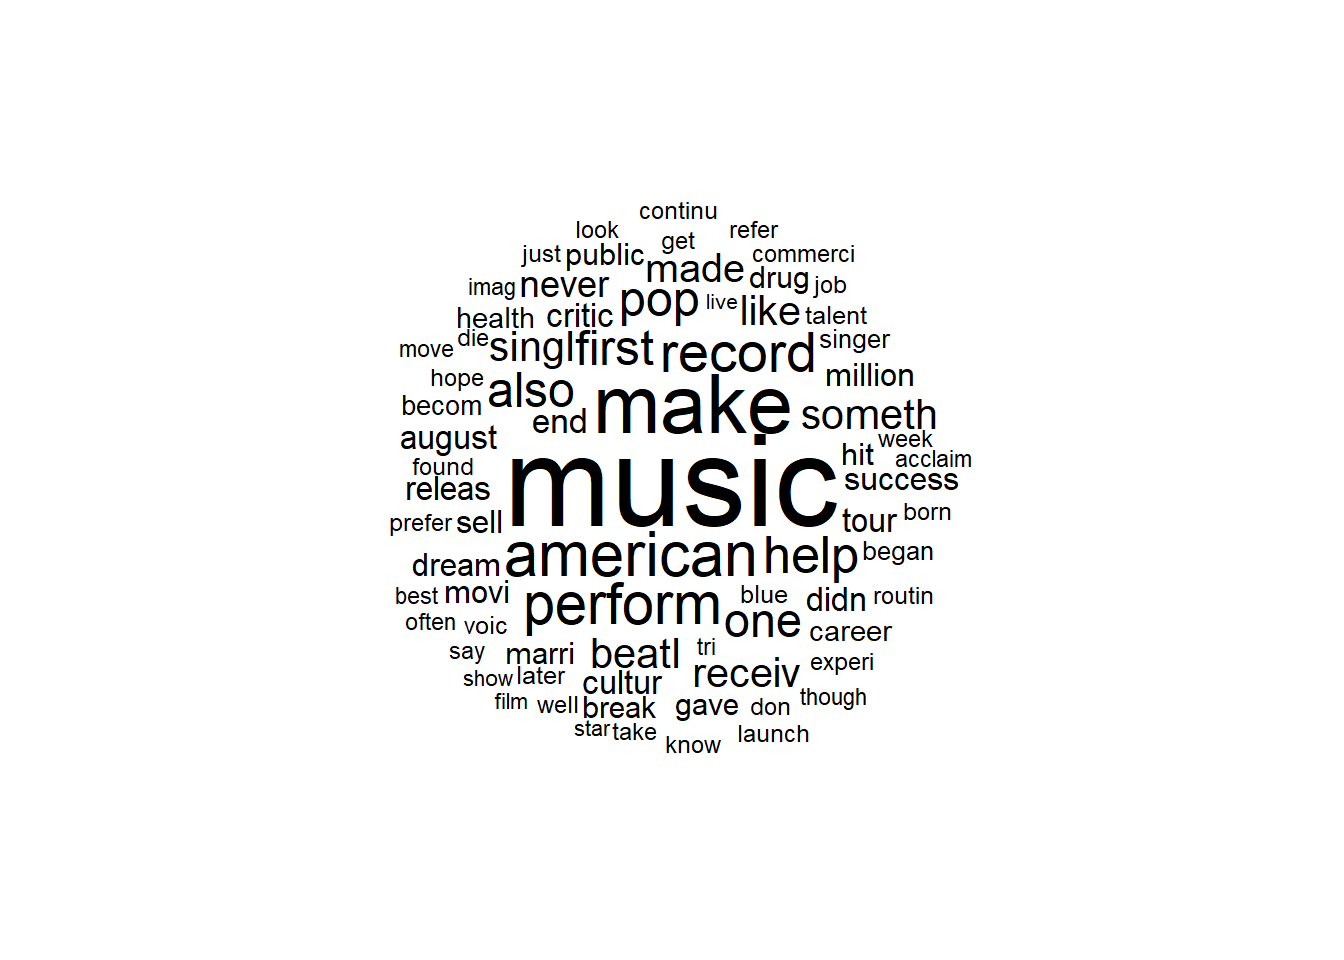 continu
look refer
just public get commerci
imag never made drug job
health critic pop live like talent
move die singl first record singer
hope also make million
becom end someth
august music hit week
found acclaim
releas success
prefer sell tour born
dream american help began
best movi perform blue didn routin
often voic one career
say marri beatl tri experi
show later cultur receiv
film well break gave don though
star take know launch